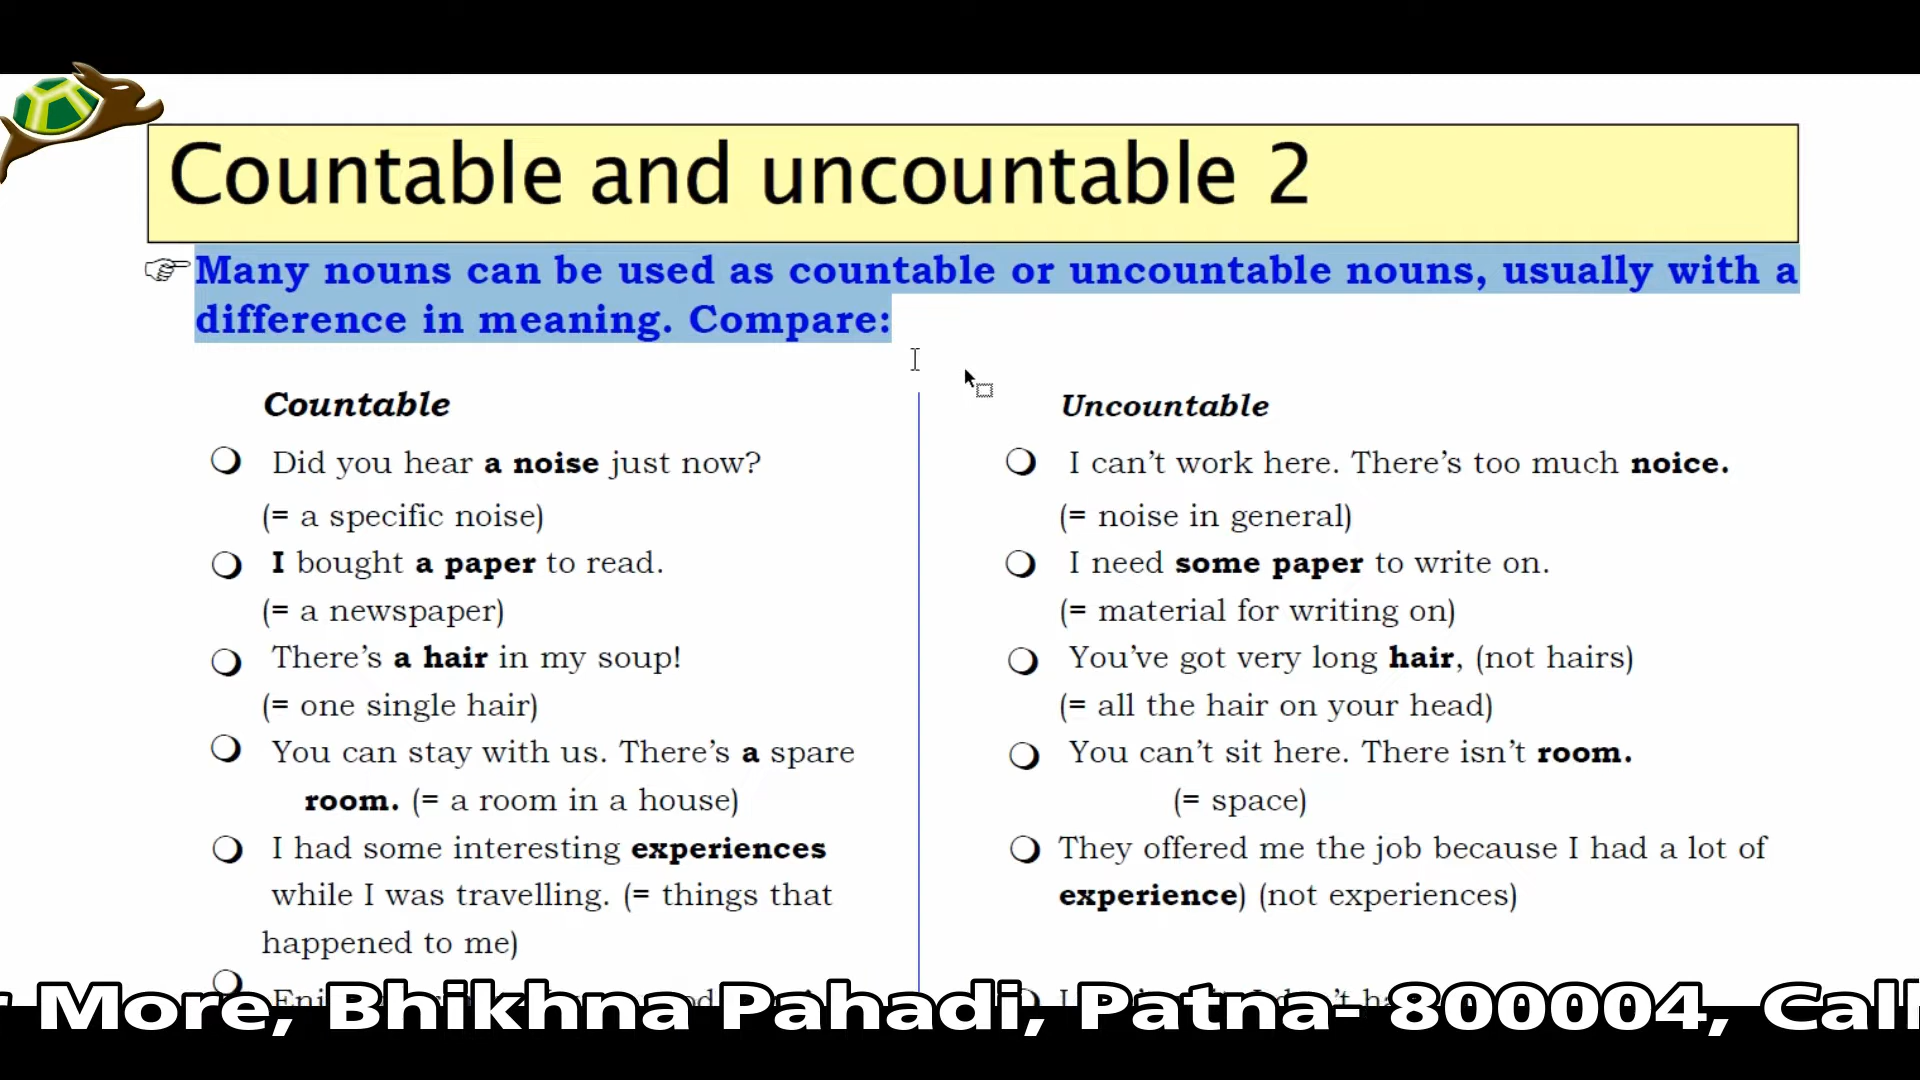 Countable and uncountable 2
Many nouns can be used as countable or uncountable nouns, usually with a
difference in meaning. Compare:
Countable
Did you hear a noise just now?
(= a specific noise)
I bought a paper to read.
(= a newspaper)
There's a hair in my soup!
(= one single hair)
You can stay with us. There's a spare
room. (= a room in a house)
I had some interesting experiences
while I was travelling. (= things that
happened to me)
Uncountable
I can't work here. There's too much noice.
(= noise in general)
I need some paper to write on.
(= material for writing on)
You've got very long hair, (not hairs)
(= all the hair on your head)
You can't sit here. There isn't room.
(= space)
They offered me the job because I had a lot of
experience) (not experiences)
More, Bhikhna Pahadi, Patna- 800004, Call